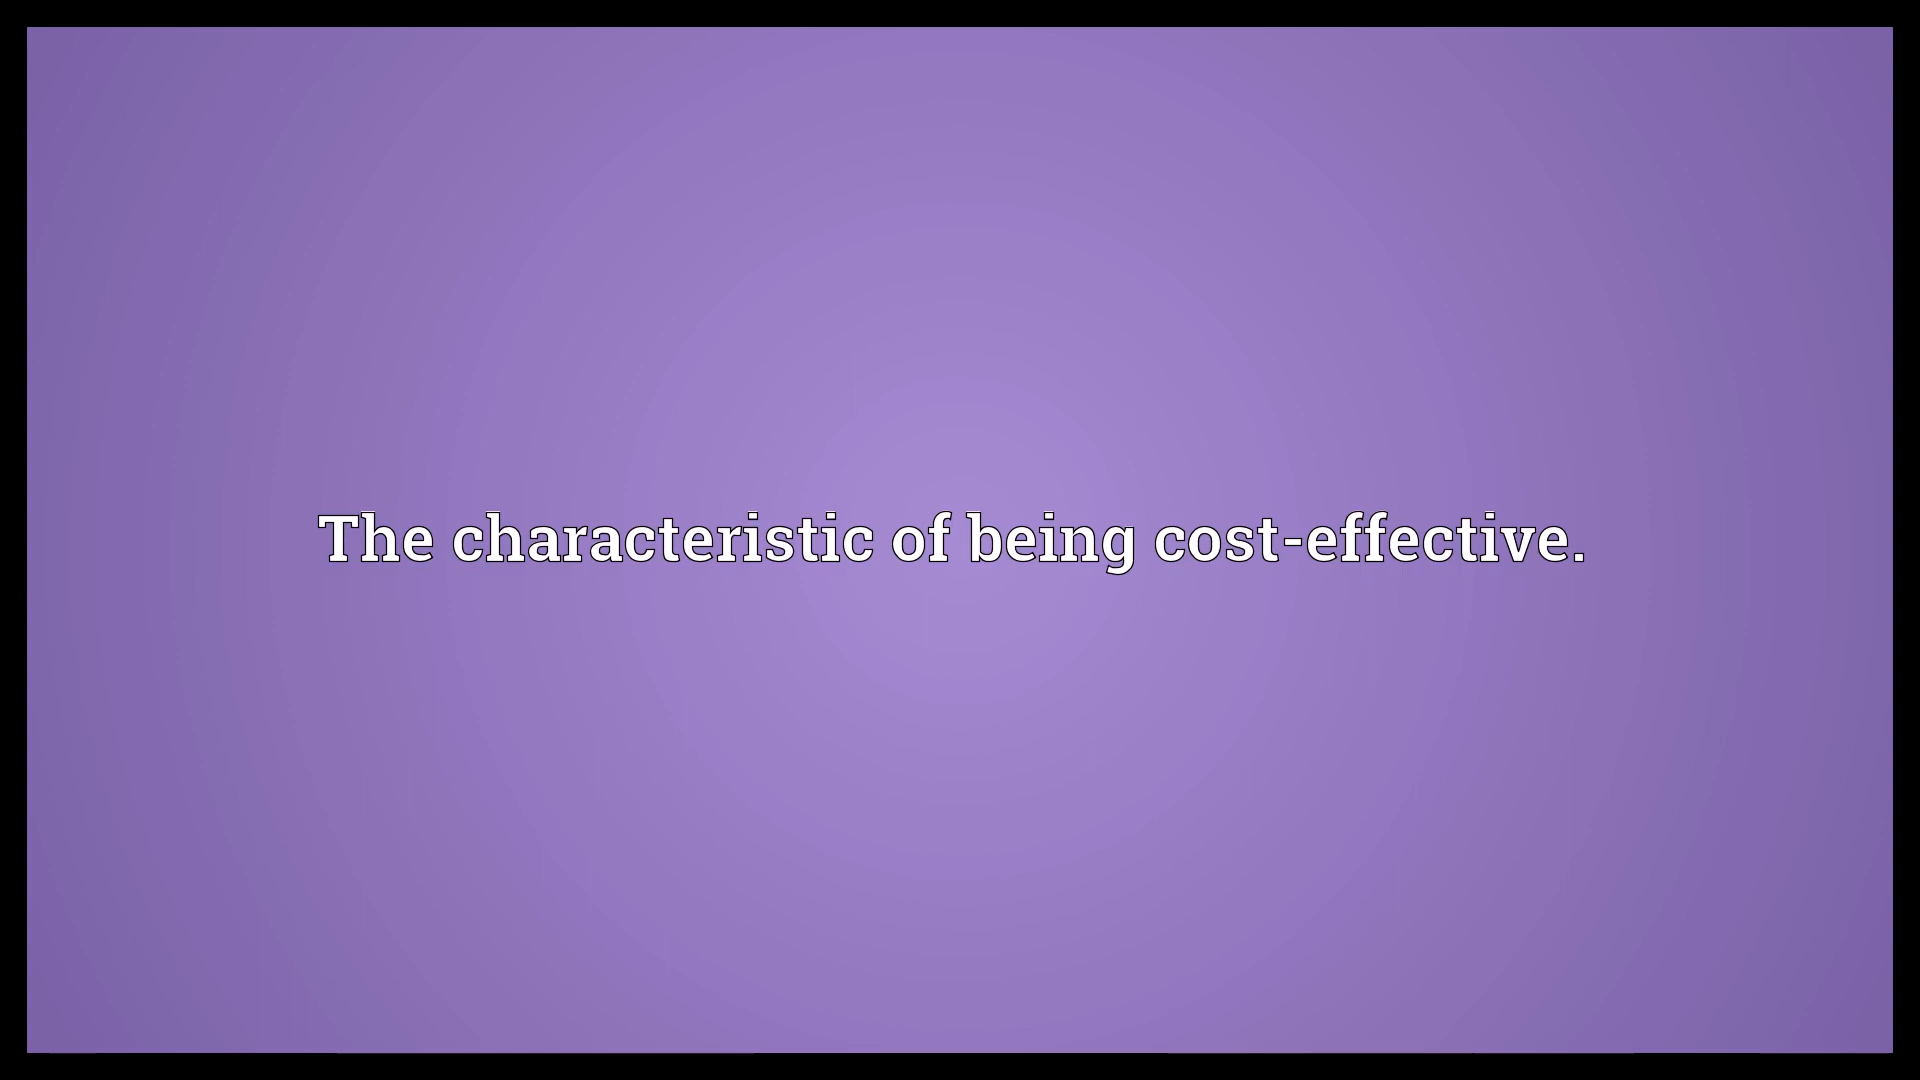 The characteristic of being cost-effective.